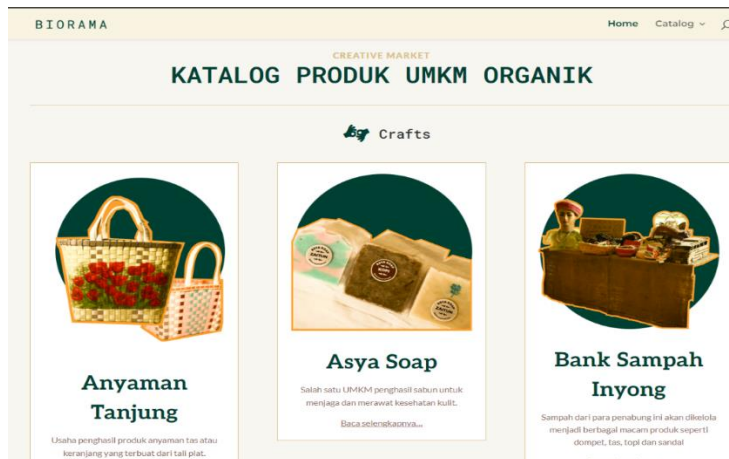 BIORAMA
Home Catalog
CREATIVE MARKET
KATALOG PRODUK UMKM ORGANIK
Crafts
Anyaman
Tanjung
Usaha penghasil produk anyaman tas atau
keranjang yang terbuat dari tali plat.
Asya Soap
Salah satu UMKM penghasil sabun untuk
menjaga dan merawat kesehatan kulit.
Baca selengkapnya...
Bank Sampah
Inyong
Sampah dari para penabung ini akan dikelola
menjadi berbagai macam produk seperti
dompet, tas, topi dan sandal